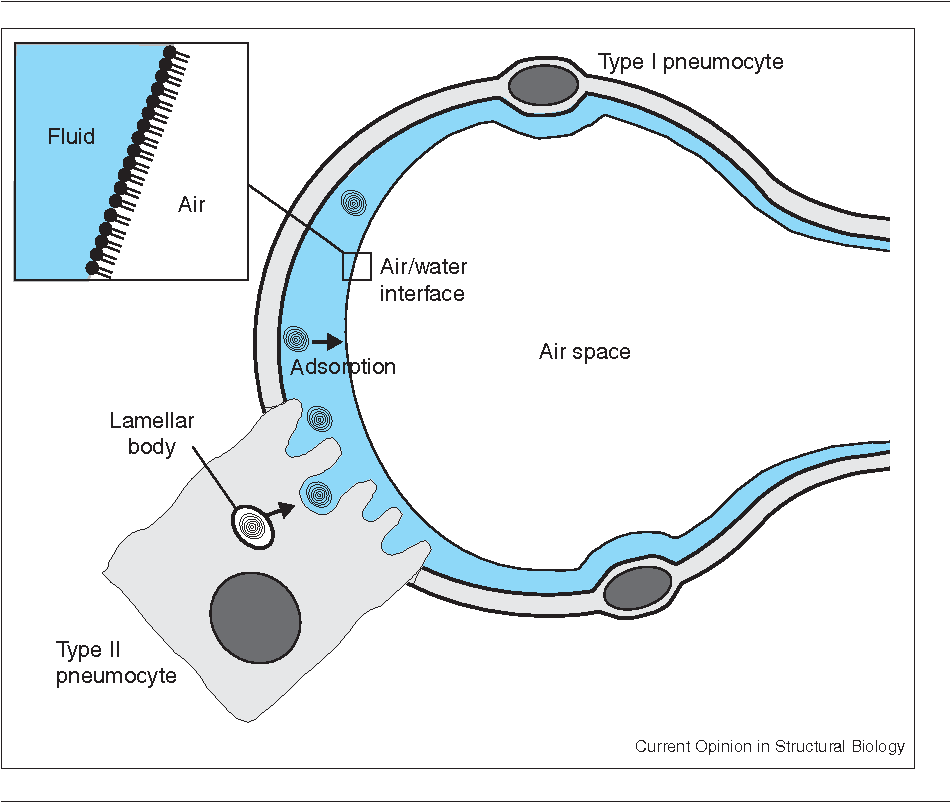 Type I pneumocyte
Fluid
Air
Air/water
interface
Air space
Adsorption
Lamellar
body
Type II
pneumocyte
Current Opinion in Structural Biology